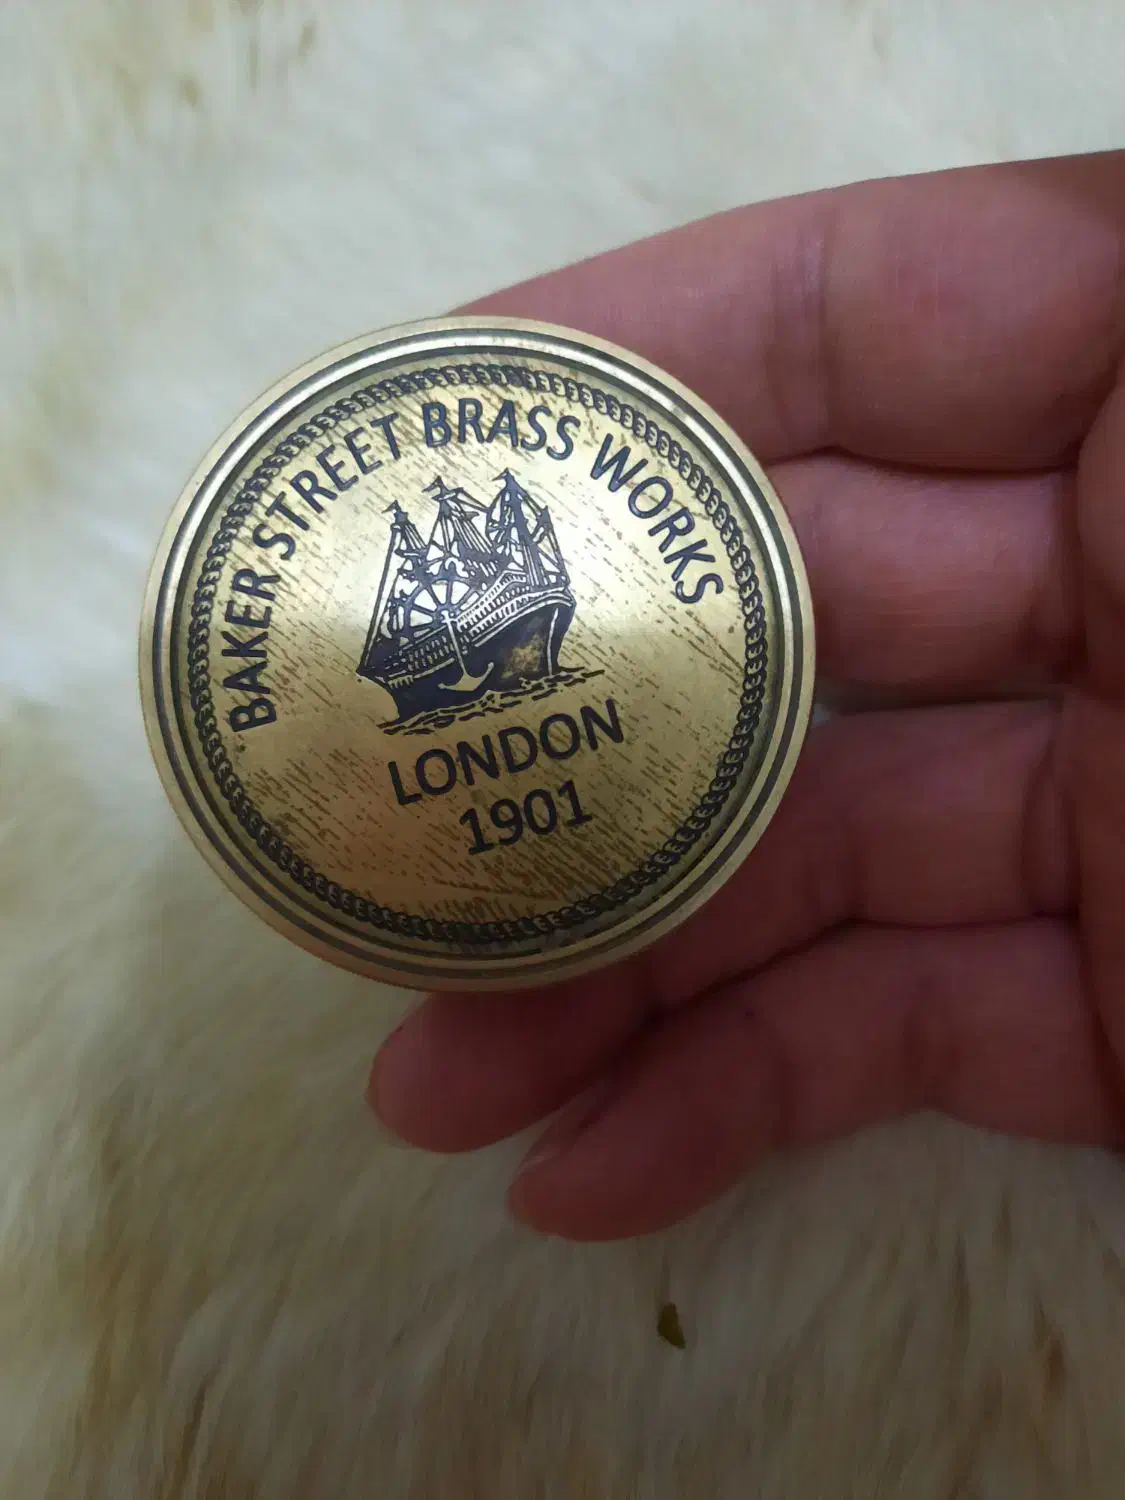 BAKER STREET BRASS WORKS
LONDON
1901